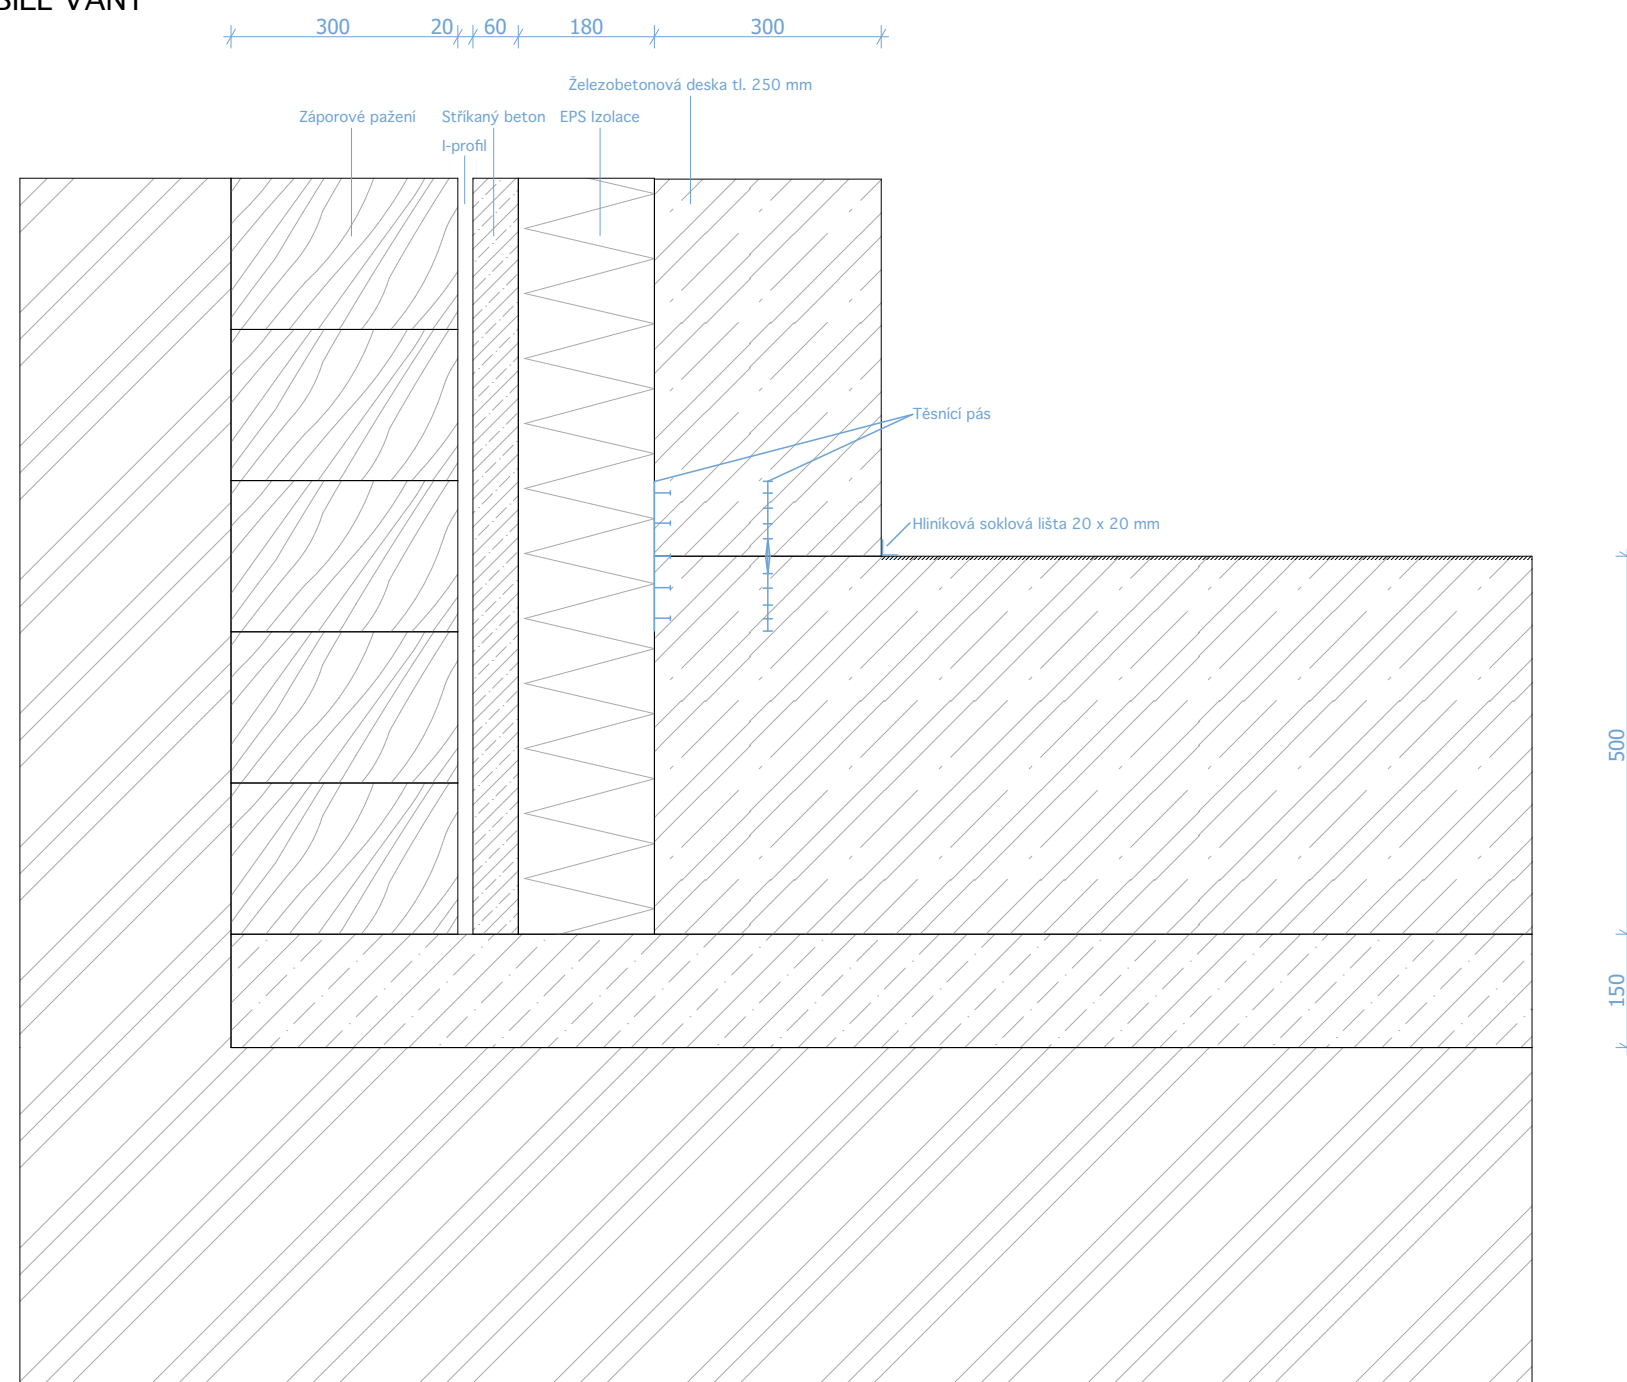 BÍLÉ VANY
300 20 60 180 300
Železobetonová deska tl. 250 mm
Záporové pažení Stříkaný beton EPS Izolace
I-profil
Těsnící pás
Hliníková soklová lišta 20 x 20 mm
500
150